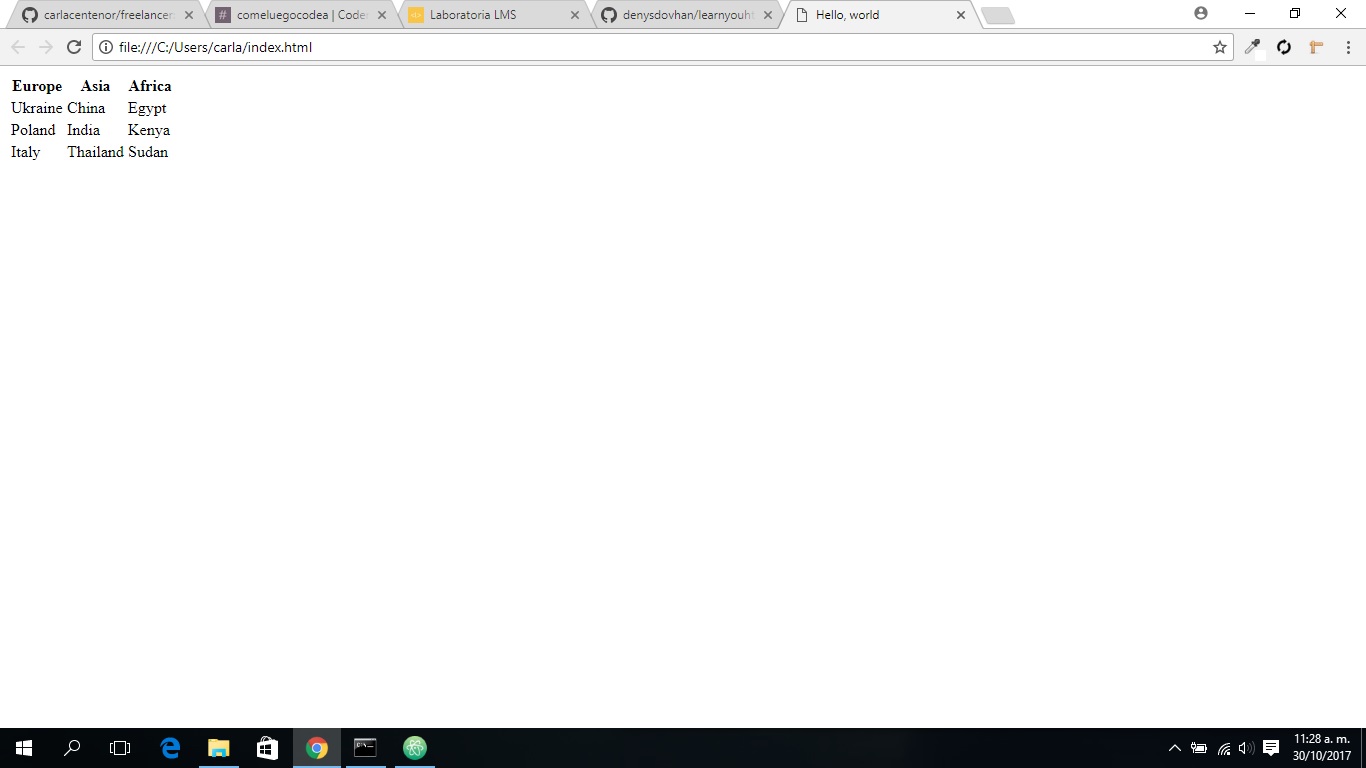 carlacentenor/freelancer
comeluegocodea | Coder
Laboratoria LMS
denysdovhan/learnyouht
Hello, world
file:///C:/Users/carla/index.html
Europe Asia Africa
Ukraine China Egypt
Poland India Kenya
Italy Thailand Sudan
11:28 a. m.
30/10/2017